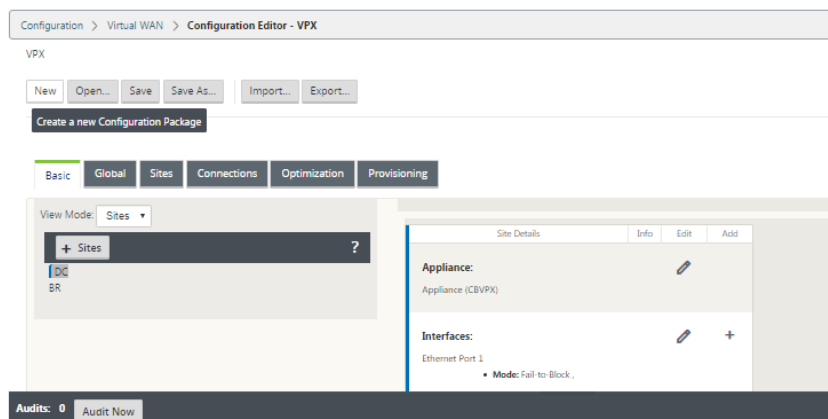 Configuration > Virtual WAN > Configuration Editor - VPX
VPX
New Open... Save Save As... Import... Export...
Create a new Configuration Package
Basic Global Sites Connections Optimization Provisioning
View Mode: Sites
+ Sites ?
DC
BR
Site Details Info Edit Add
Appliance:
Appliance (CBVPX)
Interfaces: +
Ethernet Port 1
• Mode: Fail-to-Block ,
Audits: 0 Audit Now